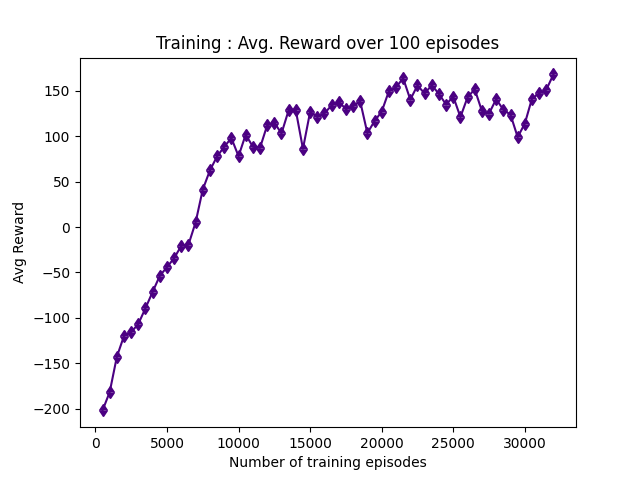 Training : Avg. Reward over 100 episodes
150
100
50
0
−50
−100
−150
−200
Avg Reward
0 5000 10000 15000 20000 25000 30000
Number of training episodes